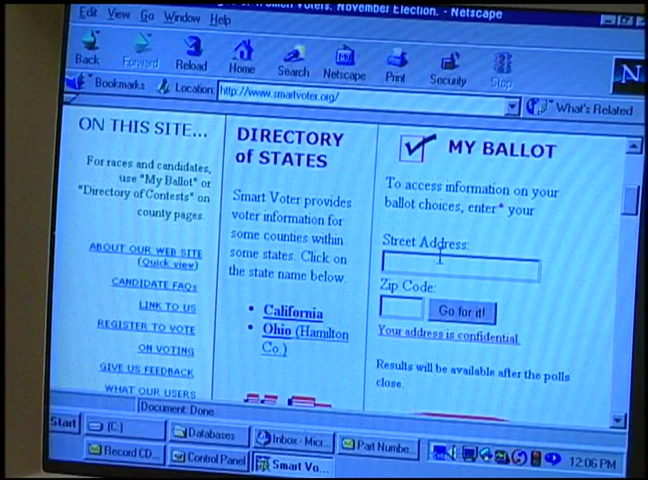 omen Voters. November Election. - Netscape
Edit View Go Window Help
Back Forward Reload Home Search Netscape Print Security Stop
N
Bookmarks Location: http://www.smartvoter.org/ What's Related
ON THIS SITE...
For races and candidates,
use "My Ballot" or
"Directory of Contests" on
county pages.
ABOUT OUR WEB SITE
(Quick view)
CANDIDATE FAQs
LINK TO US
REGISTER TO VOTE
ON VOTING
GIVE US FEEDBACK
WHAT OUR USERS
DIRECTORY
of STATES
Smart Voter provides
voter information for
some counties within
some states. Click on
the state name below.
• California
• Ohio (Hamilton
Co.)
MY BALLOT
To access information on your
ballot choices, enter* your
Street Address:
Zip Code:
Go for it!
Your address is confidential.
Results will be available after the polls
close.
Document: Done
Start (C:) Databases Inbox - Micr... Part Numbe...
Record CD... Control Panel Smart Vo... 12:06 PM